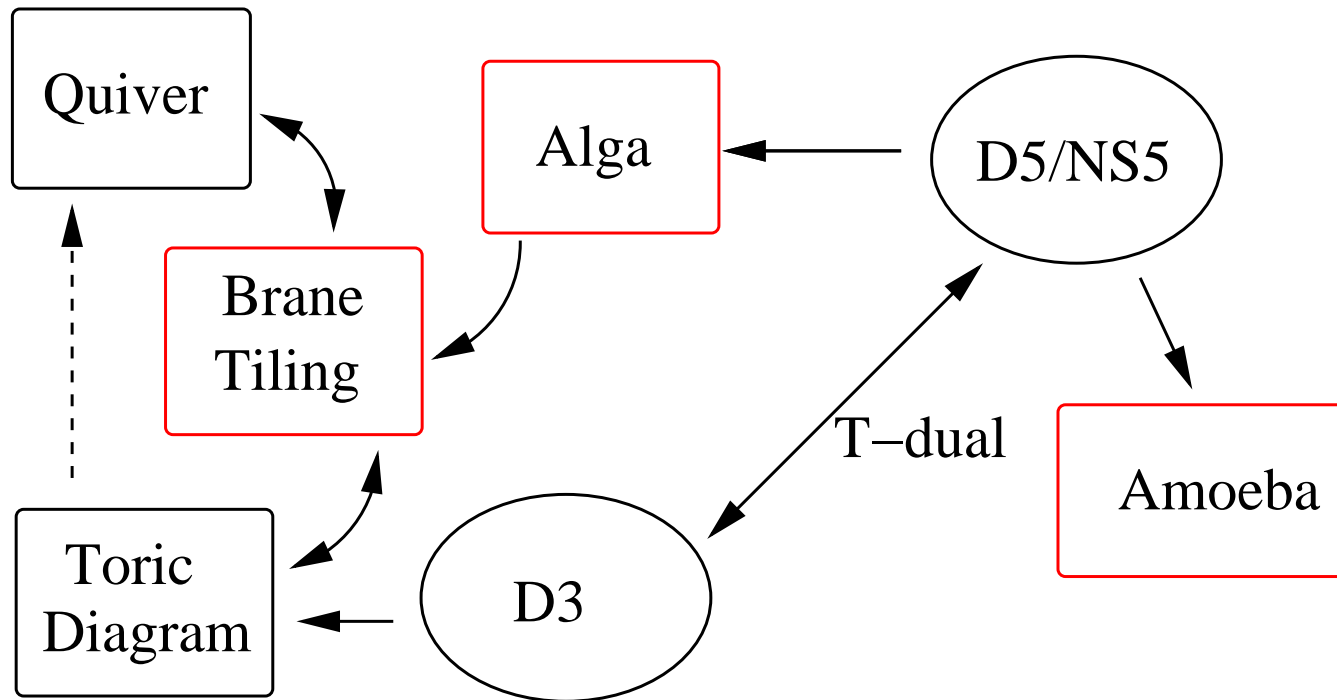 Quiver
Alga
D5/NS5
Brane
Tiling
T–dual
Amoeba
Toric
Diagram
D3